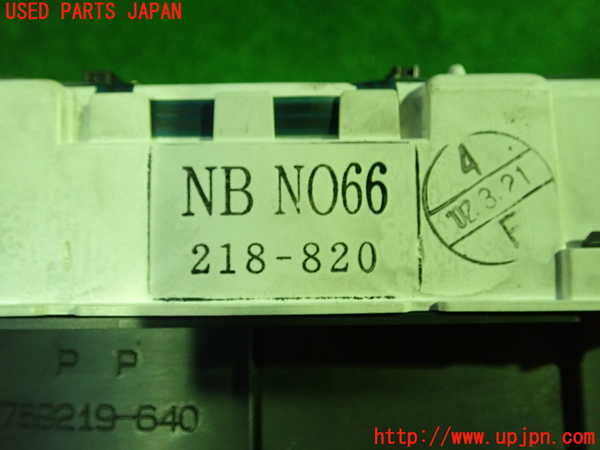 USED PARTS JAPAN
NB NO66
218-820
4
'02.3.21
F
P P
769219-640
http://www.upjpn.com